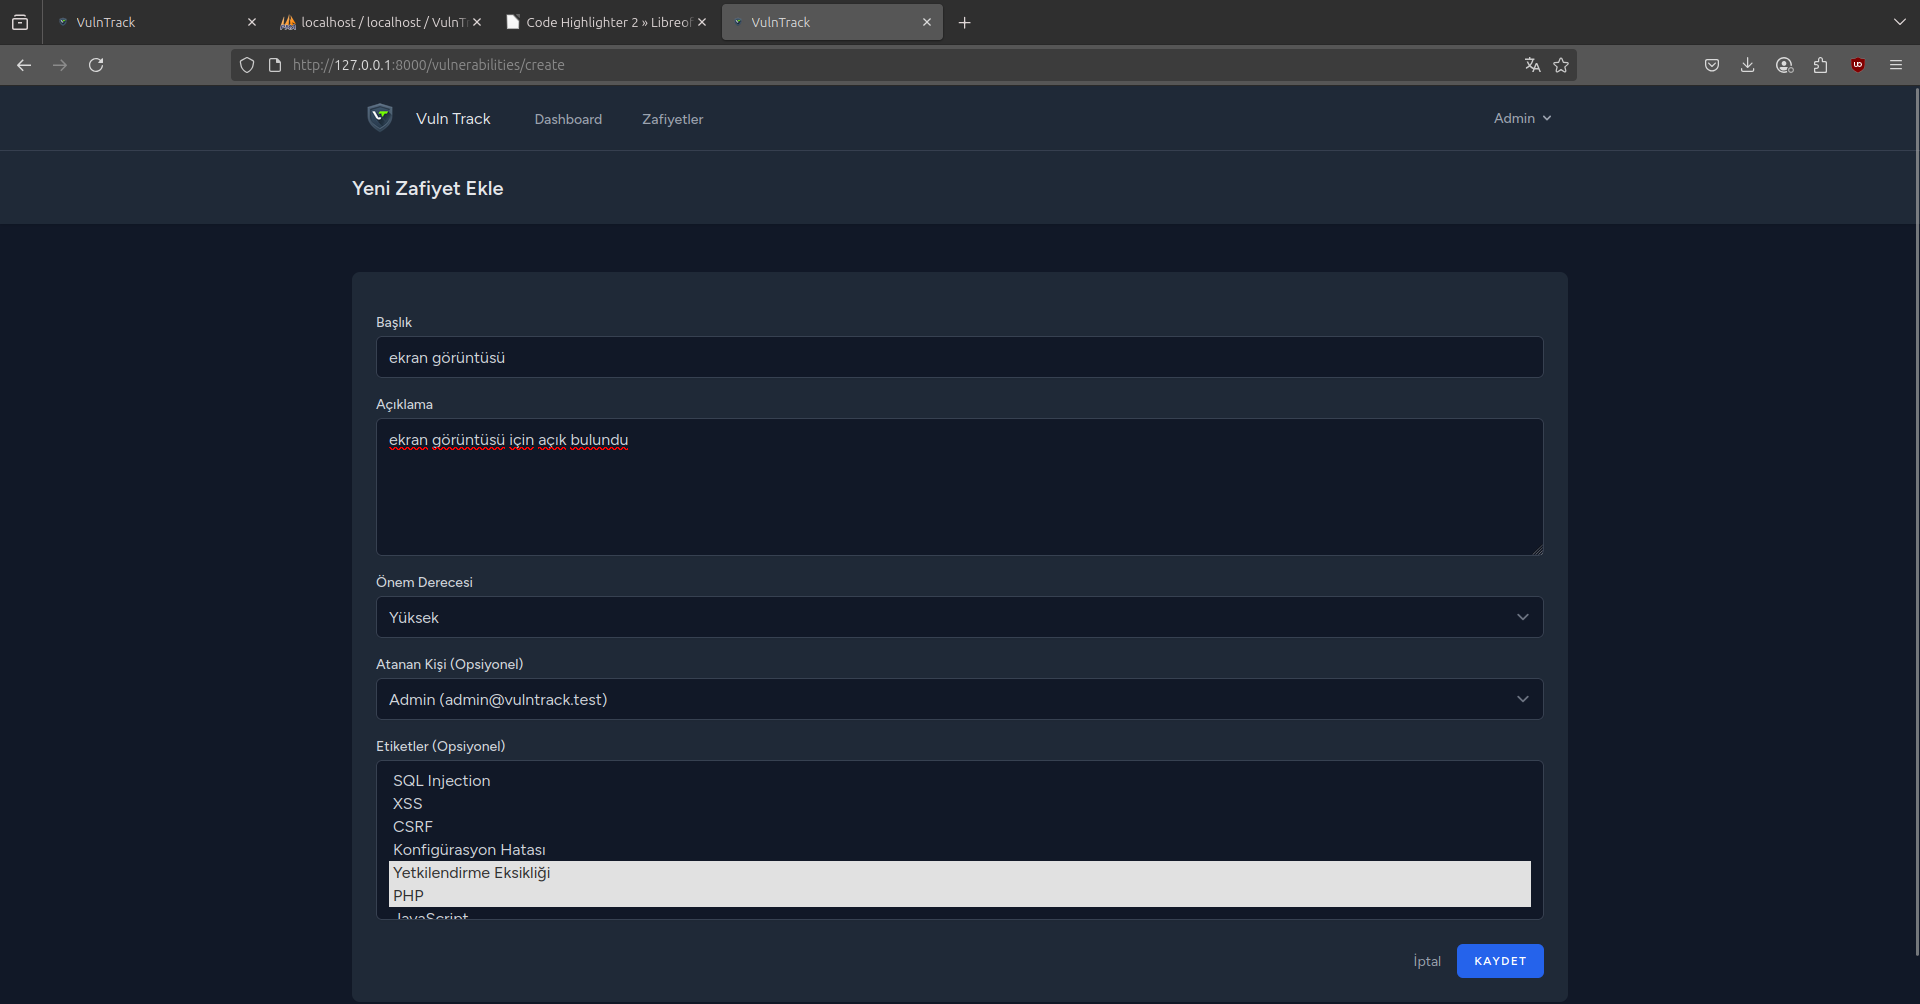 VulnTrack
localhost / localhost / VulnT
Code Highlighter 2 » Libreof
VulnTrack
http://127.0.0.1:8000/vulnerabilities/create
Vuln Track
Dashboard
Zafiyetler
Admin
Yeni Zafiyet Ekle
Başlık
ekran görüntüsü
Açıklama
ekran görüntüsü için açık bulundu
Önem Derecesi
Yüksek
Atanan Kişi (Opsiyonel)
Admin (admin@vulntrack.test)
Etiketler (Opsiyonel)
SQL Injection
XSS
CSRF
Konfigürasyon Hatası
Yetkilendirme Eksikliği
PHP
JavaScript
İptal
KAYDET